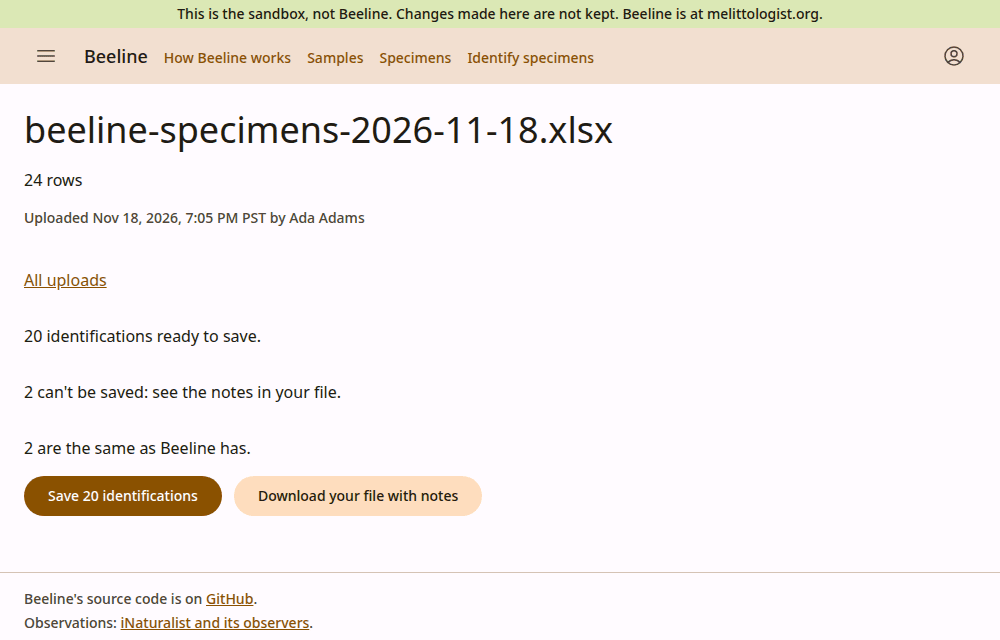 This is the sandbox, not Beeline. Changes made here are not kept. Beeline is at melittologist.org.
Beeline How Beeline works Samples Specimens Identify specimens
beeline-specimens-2026-11-18.xlsx
24 rows
Uploaded Nov 18, 2026, 7:05 PM PST by Ada Adams
All uploads
20 identifications ready to save.
2 can't be saved: see the notes in your file.
2 are the same as Beeline has.
Save 20 identifications Download your file with notes
Beeline's source code is on GitHub.
Observations: iNaturalist and its observers.